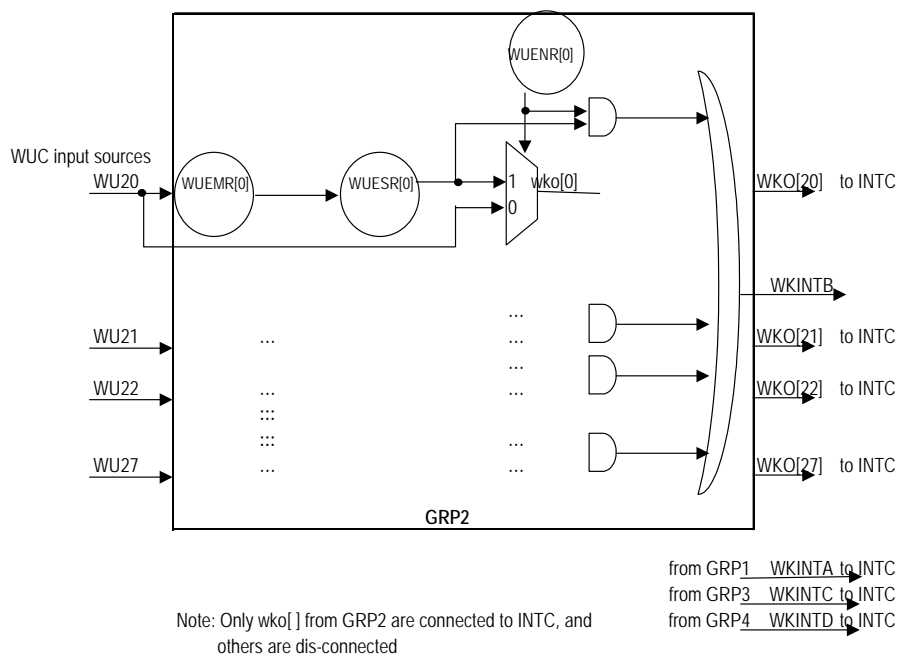 WUENR[0]
WUC input sources
WU20
WUEMR[0]
WUESR[0]
1
wko[0]
0
WKO[20] to INTC
WKINTB
...
WU21
...
...
WKO[21] to INTC
...
WU22
...
...
WKO[22] to INTC
:::
:::
...
WU27
...
...
WKO[27] to INTC
GRP2
from GRP1 WKINTA to INTC
from GRP3 WKINTC to INTC
from GRP4 WKINTD to INTC
Note: Only wko[ ] from GRP2 are connected to INTC, and
others are dis-connected